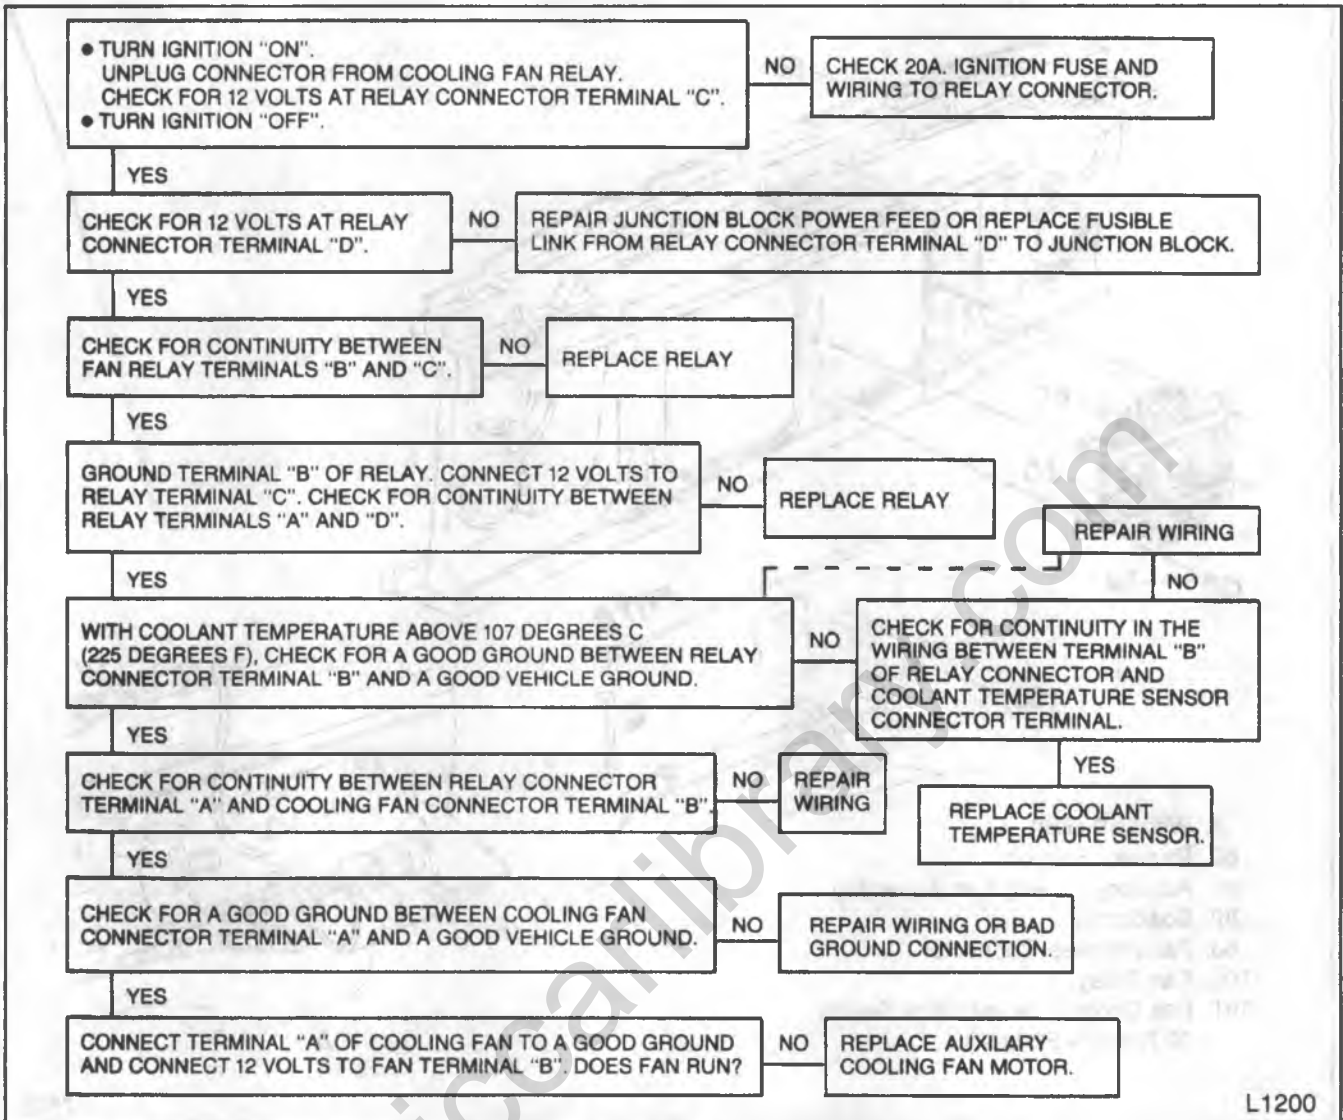 ● TURN IGNITION "ON".
UNPLUG CONNECTOR FROM COOLING FAN RELAY.
CHECK FOR 12 VOLTS AT RELAY CONNECTOR TERMINAL "C".
● TURN IGNITION "OFF".
NO
CHECK 20A. IGNITION FUSE AND
WIRING TO RELAY CONNECTOR.
YES
CHECK FOR 12 VOLTS AT RELAY
CONNECTOR TERMINAL "D".
NO
REPAIR JUNCTION BLOCK POWER FEED OR REPLACE FUSIBLE
LINK FROM RELAY CONNECTOR TERMINAL "D" TO JUNCTION BLOCK.
YES
CHECK FOR CONTINUITY BETWEEN
FAN RELAY TERMINALS "B" AND "C".
NO
REPLACE RELAY
YES
GROUND TERMINAL "B" OF RELAY. CONNECT 12 VOLTS TO
RELAY TERMINAL "C". CHECK FOR CONTINUITY BETWEEN
RELAY TERMINALS "A" AND "D".
NO
REPLACE RELAY
REPAIR WIRING
YES
NO
WITH COOLANT TEMPERATURE ABOVE 107 DEGREES C
(225 DEGREES F), CHECK FOR A GOOD GROUND BETWEEN RELAY
CONNECTOR TERMINAL "B" AND A GOOD VEHICLE GROUND.
NO
CHECK FOR CONTINUITY IN THE
WIRING BETWEEN TERMINAL "B"
OF RELAY CONNECTOR AND
COOLANT TEMPERATURE SENSOR
CONNECTOR TERMINAL.
YES
YES
CHECK FOR CONTINUITY BETWEEN RELAY CONNECTOR
TERMINAL "A" AND COOLING FAN CONNECTOR TERMINAL "B".
NO
REPAIR
WIRING
REPLACE COOLANT
TEMPERATURE SENSOR.
YES
CHECK FOR A GOOD GROUND BETWEEN COOLING FAN
CONNECTOR TERMINAL "A" AND A GOOD VEHICLE GROUND.
NO
REPAIR WIRING OR BAD
GROUND CONNECTION.
YES
CONNECT TERMINAL "A" OF COOLING FAN TO A GOOD GROUND
AND CONNECT 12 VOLTS TO FAN TERMINAL "B". DOES FAN RUN?
NO
REPLACE AUXILARY
COOLING FAN MOTOR.
L1200
iccarlibrary.com